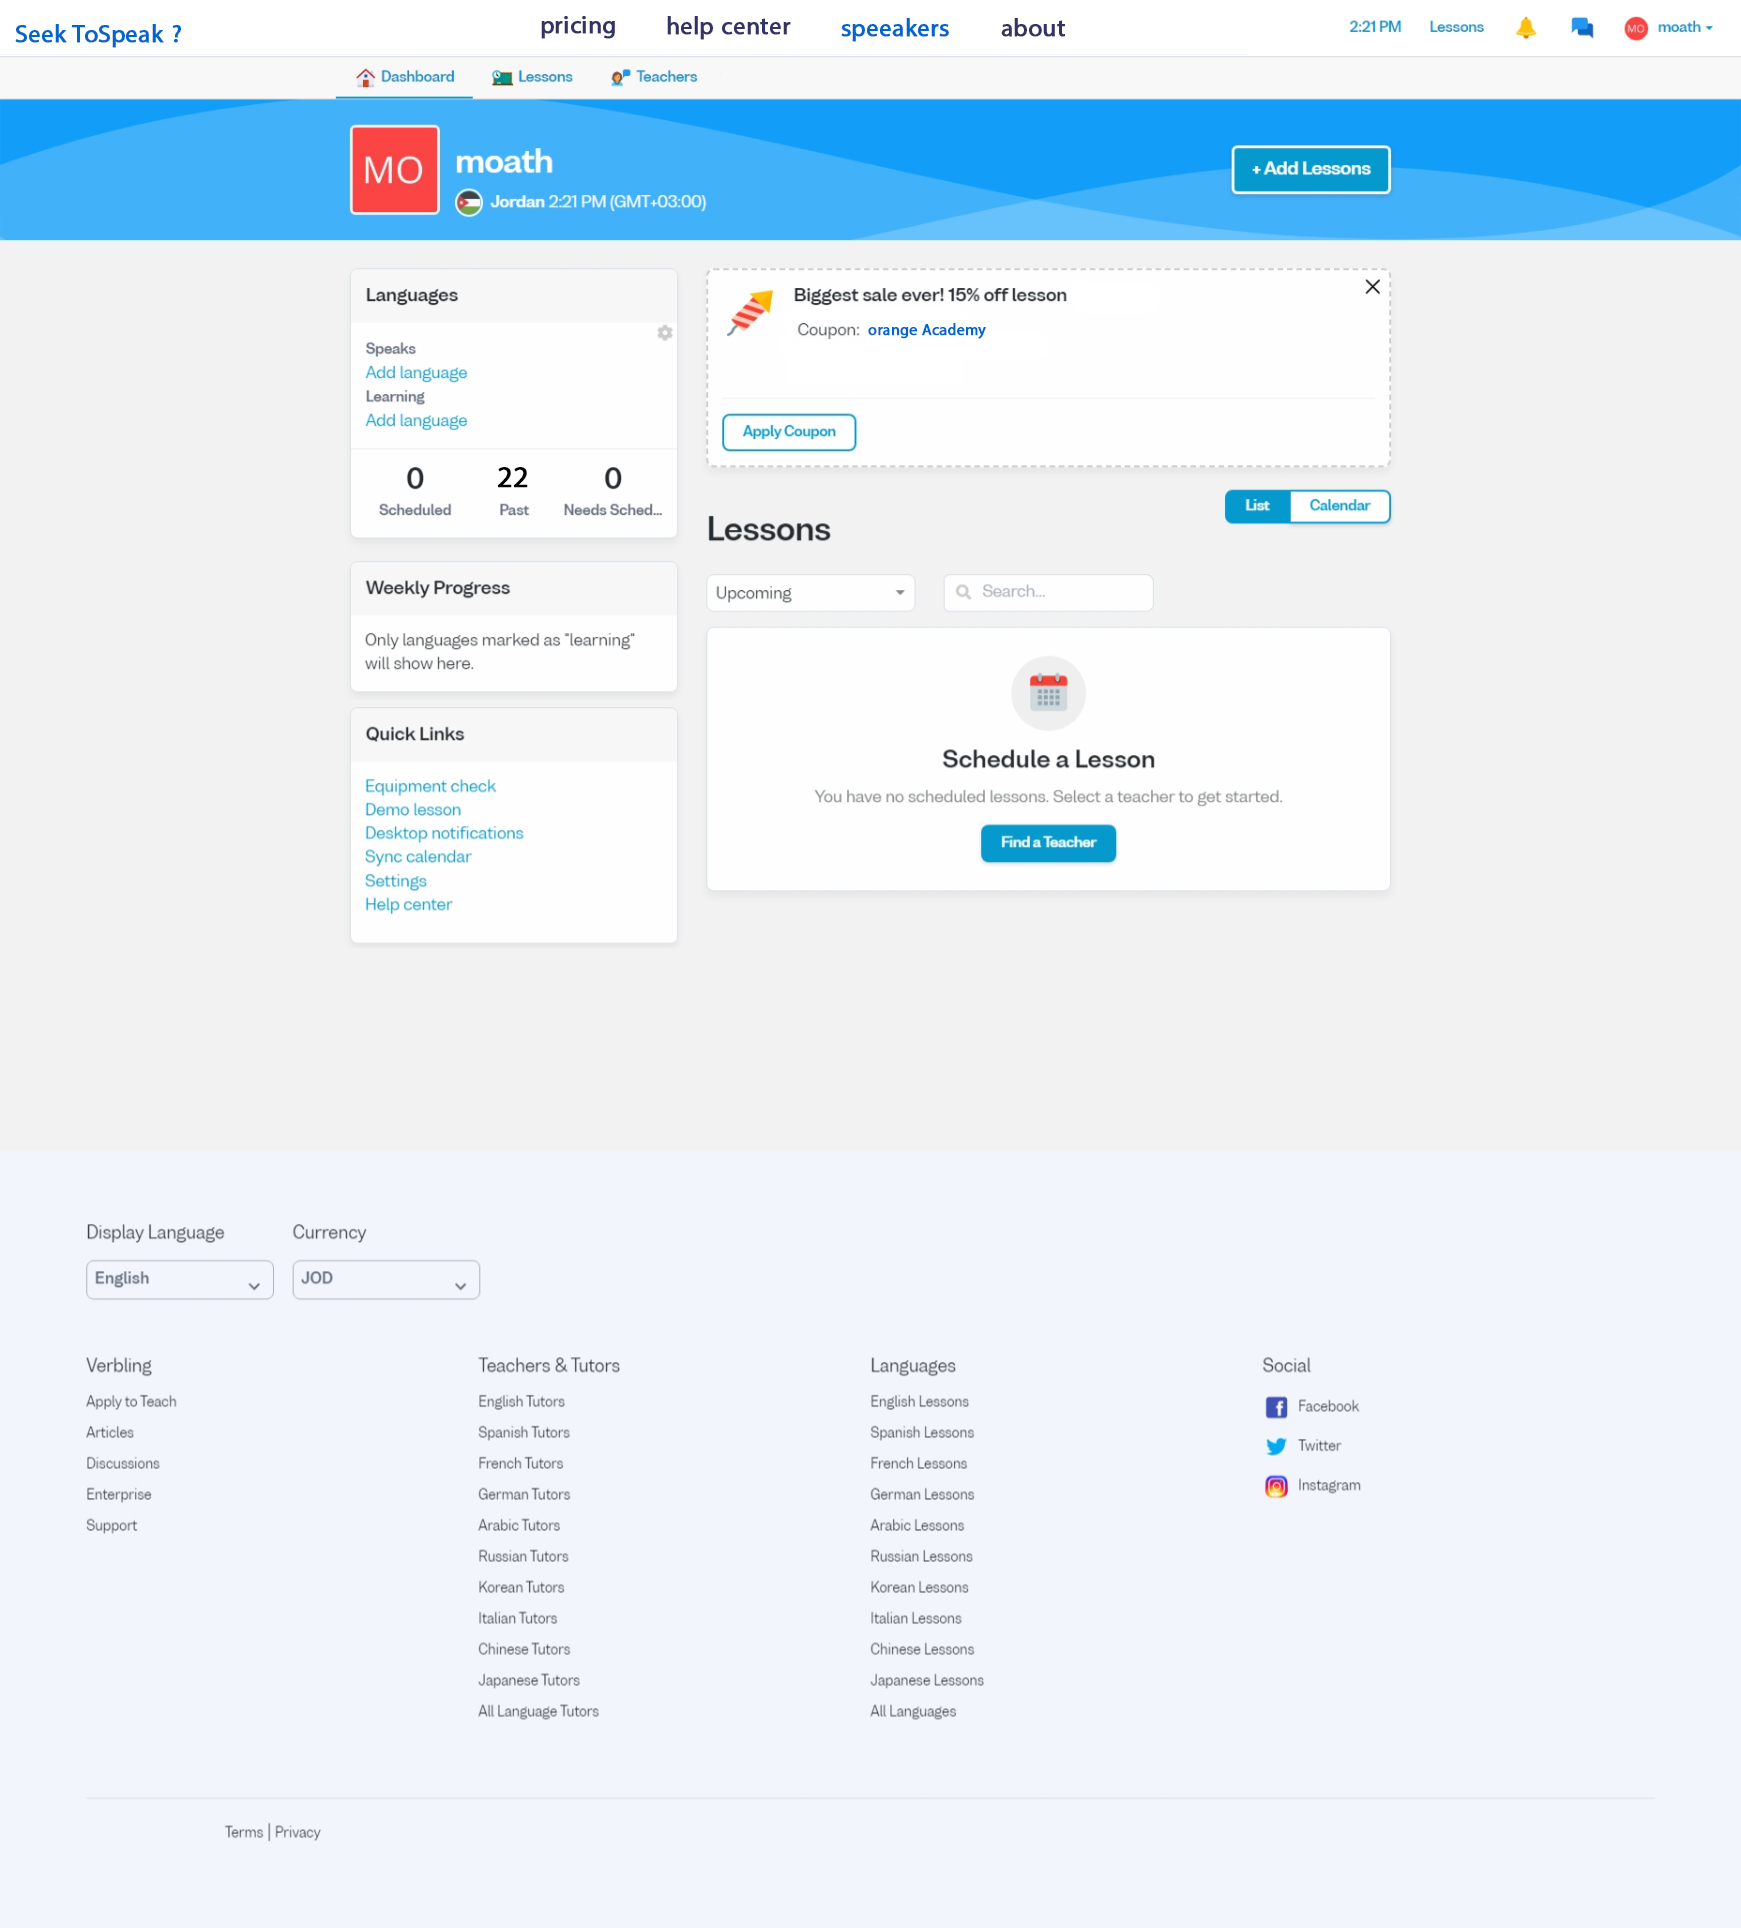 Seek ToSpeak ?
pricing help center speeakers about
2:21 PM Lessons MO moath
Dashboard Lessons Teachers
MO
moath
Jordan 2:21 PM (GMT+03:00)
+ Add Lessons
Languages
Speaks
Add language
Learning
Add language
0 22 0
Scheduled Past Needs Sched...
Weekly Progress
Only languages marked as "learning"
will show here.
Quick Links
Equipment check
Demo lesson
Desktop notifications
Sync calendar
Settings
Help center
Biggest sale ever! 15% off lesson
Coupon: orange Academy
Apply Coupon
List Calendar
Lessons
Upcoming
Search...
Schedule a Lesson
You have no scheduled lessons. Select a teacher to get started.
Find a Teacher
Display Language Currency
English JOD
Verbling
Apply to Teach
Articles
Discussions
Enterprise
Support
Teachers & Tutors
English Tutors
Spanish Tutors
French Tutors
German Tutors
Arabic Tutors
Russian Tutors
Korean Tutors
Italian Tutors
Chinese Tutors
Japanese Tutors
All Language Tutors
Languages
English Lessons
Spanish Lessons
French Lessons
German Lessons
Arabic Lessons
Russian Lessons
Korean Lessons
Italian Lessons
Chinese Lessons
Japanese Lessons
All Languages
Social
Facebook
Twitter
Instagram
Terms | Privacy